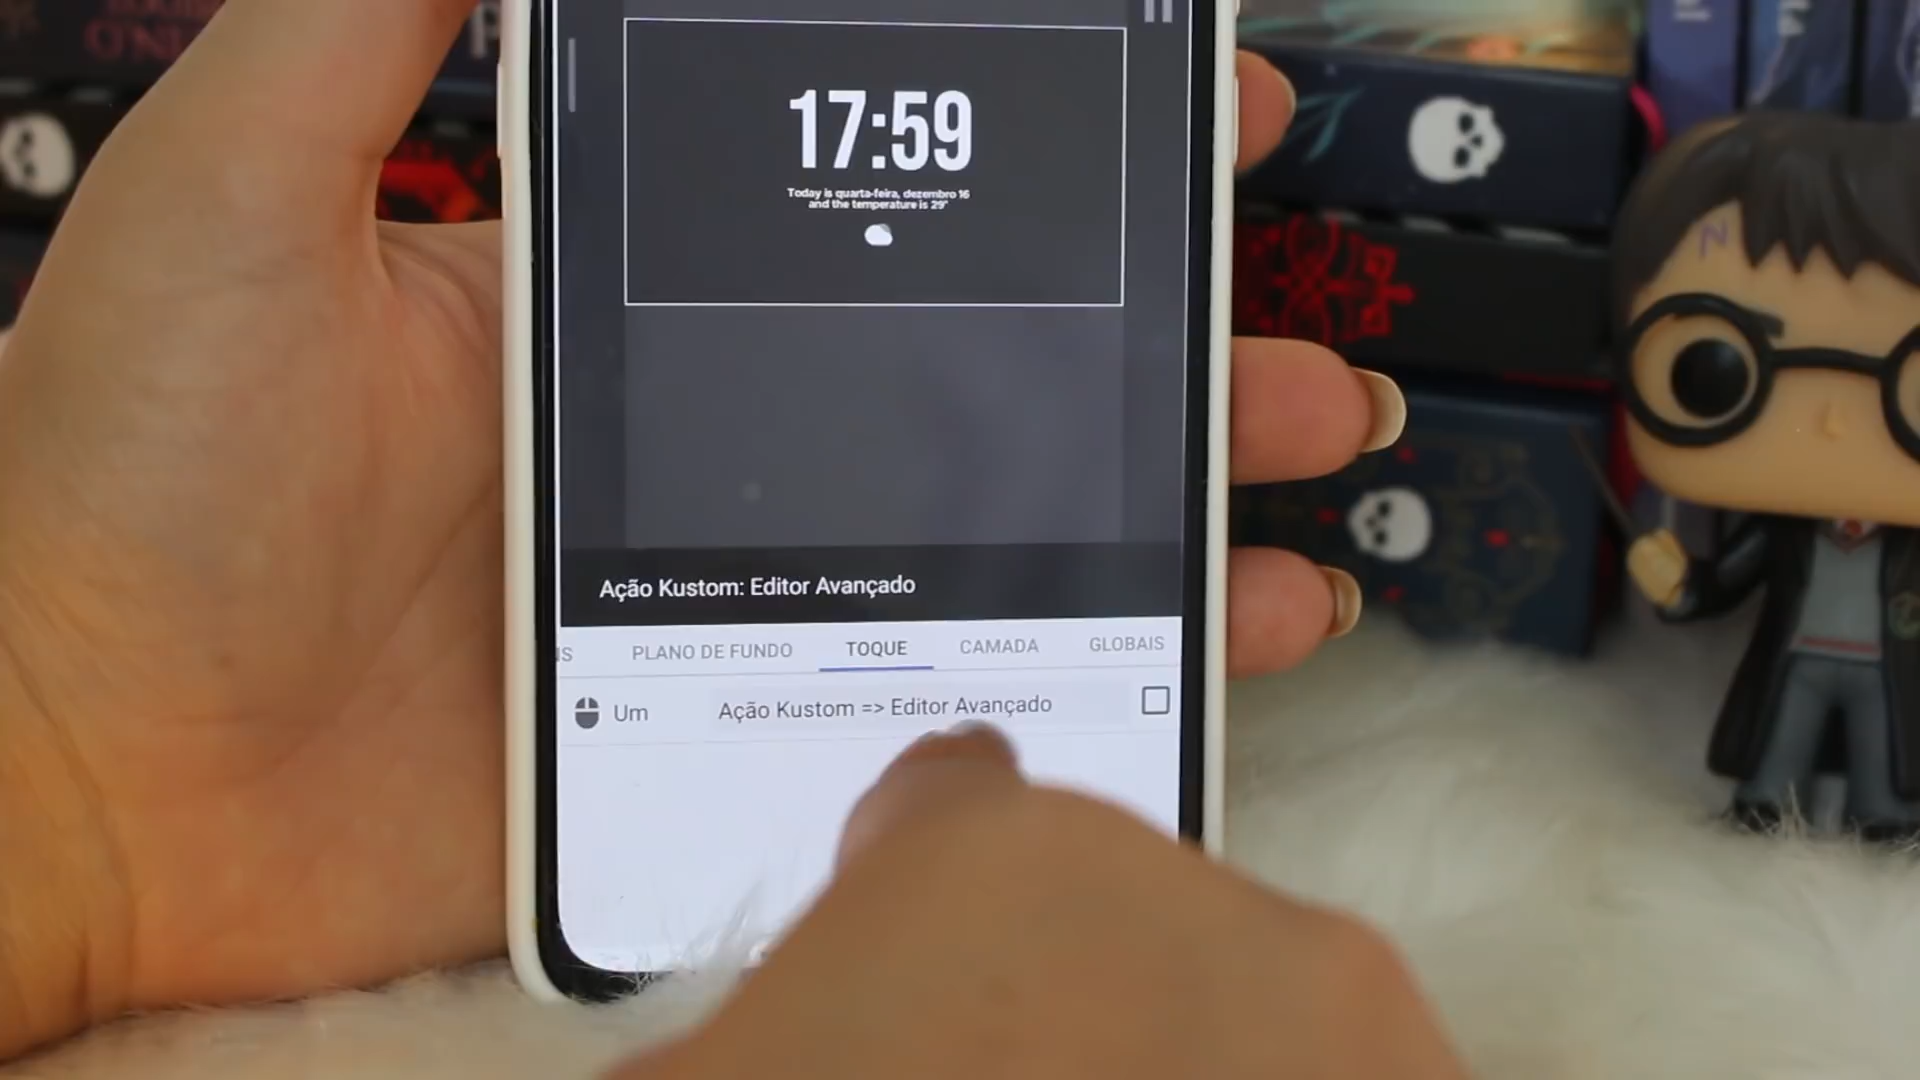 17:59
Today is quarta-feira, dezembro 16
and the temperature is 29°
Ação Kustom: Editor Avançado
NS PLANO DE FUNDO TOQUE CAMADA GLOBAIS
Um Ação Kustom => Editor Avançado